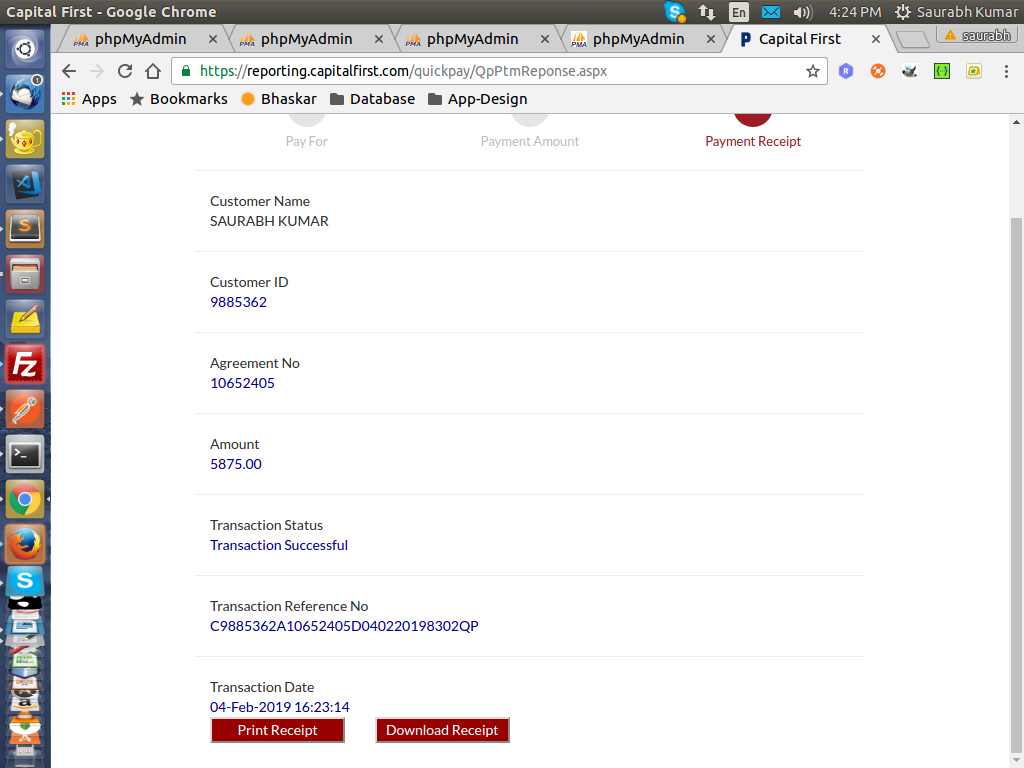 Capital First - Google Chrome
En
4:24 PM
Saurabh Kumar
phpMyAdmin
phpMyAdmin
phpMyAdmin
phpMyAdmin
Capital First
saurabh
https://reporting.capitalfirst.com/quickpay/QpPtmReponse.aspx
Apps
Bookmarks
Bhaskar
Database
App-Design
Pay For
Payment Amount
Payment Receipt
Customer Name
SAURABH KUMAR
Customer ID
9885362
Agreement No
10652405
Amount
5875.00
Transaction Status
Transaction Successful
Transaction Reference No
C9885362A10652405D040220198302QP
Transaction Date
04-Feb-2019 16:23:14
Print Receipt
Download Receipt